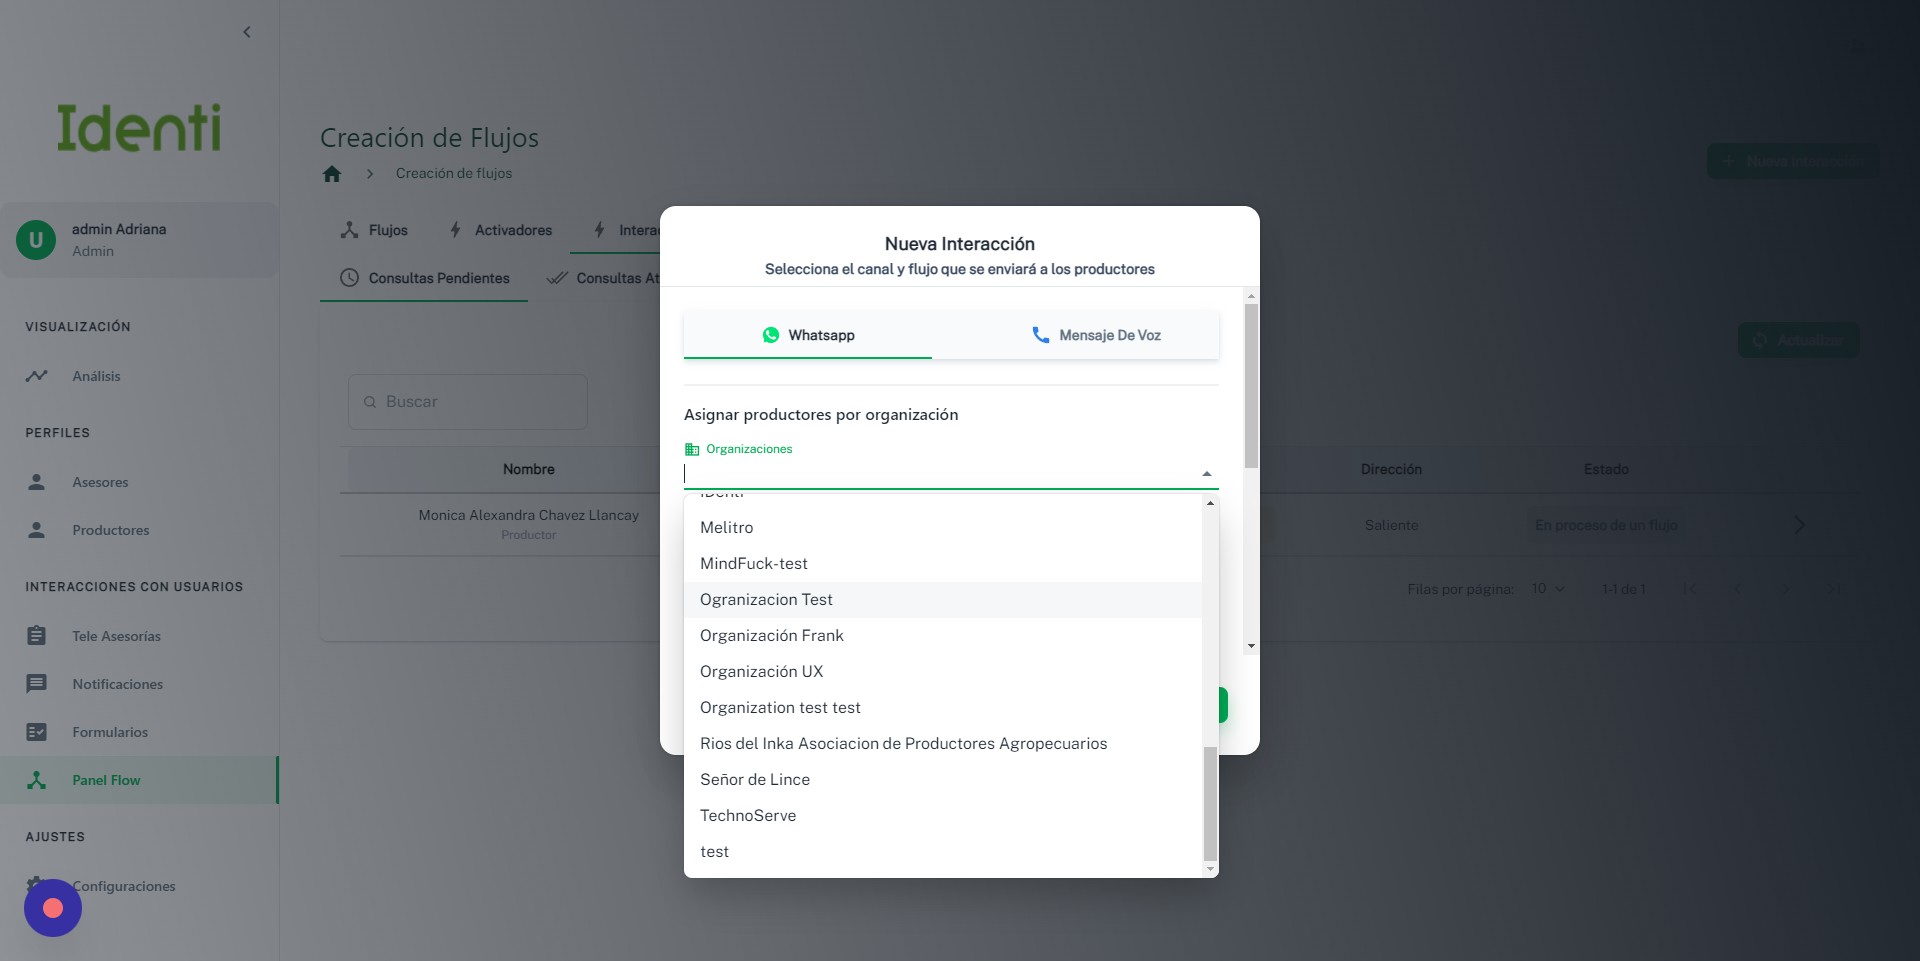 Identi
admin Adriana
Admin
U
VISUALIZACIÓN
Análisis
PERFILES
Asesores
Productores
INTERACCIONES CON USUARIOS
Tele Asesorías
Notificaciones
Formularios
Panel Flow
AJUSTES
Configuraciones
Creación de Flujos
Creación de flujos
Nueva Interacción
Flujos
Activadores
Interac
Consultas Pendientes
Consultas At
Actualizar
Buscar
Nombre
Dirección
Estado
Monica Alexandra Chavez Llancay
Productor
Saliente
En proceso de un flujo
Filas por página:
10
1-1 de 1
Nueva Interacción
Selecciona el canal y flujo que se enviará a los productores
Whatsapp
Mensaje De Voz
Asignar productores por organización
Organizaciones
IDenti
Melitro
MindFuck-test
Ogranizacion Test
Organización Frank
Organización UX
Organization test test
Rios del Inka Asociacion de Productores Agropecuarios
Señor de Lince
TechnoServe
test